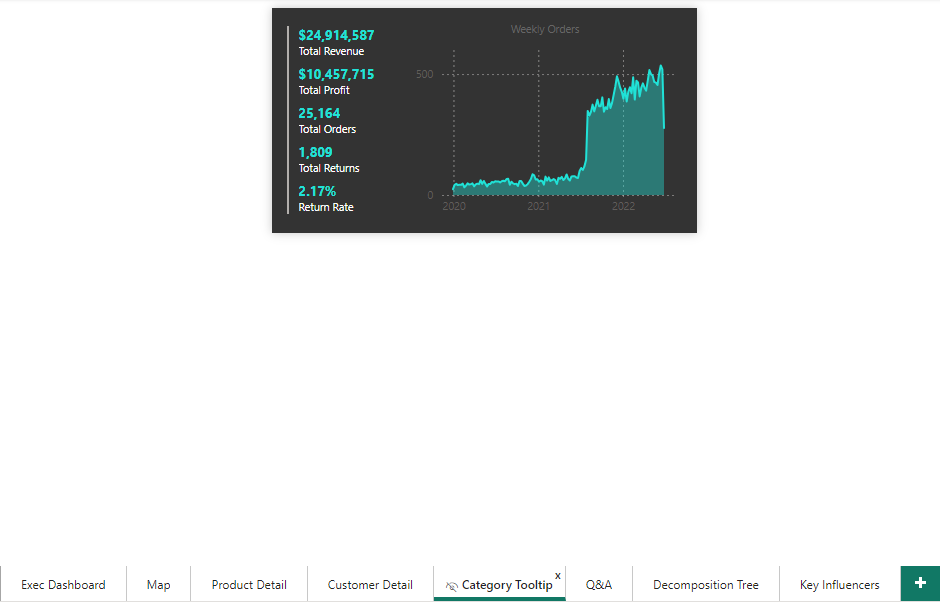 $24,914,587
Total Revenue
$10,457,715
Total Profit
25,164
Total Orders
1,809
Total Returns
2.17%
Return Rate
Weekly Orders
500
0
2020 2021 2022
Exec Dashboard Map Product Detail Customer Detail Category Tooltip x Q&A Decomposition Tree Key Influencers +